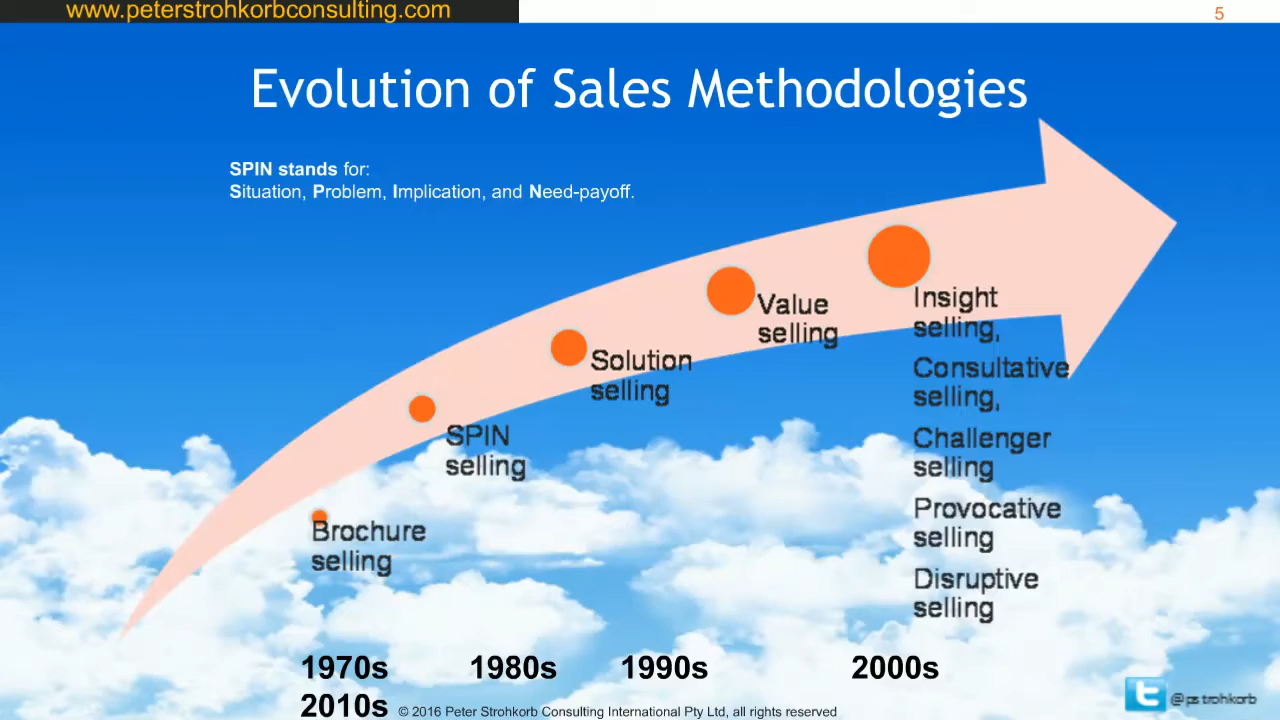 www.peterstrohkorbconsulting.com
5
Evolution of Sales Methodologies
SPIN stands for:
Situation, Problem, Implication, and Need-payoff.
Insight
selling,
Value
selling
Solution
selling
Consultative
selling,
SPIN
selling
Challenger
selling
Provocative
selling
Brochure
selling
Disruptive
selling
1970s 1980s 1990s 2000s
2010s
© 2016 Peter Strohkorb Consulting International Pty Ltd, all rights reserved
@pstrohkorb